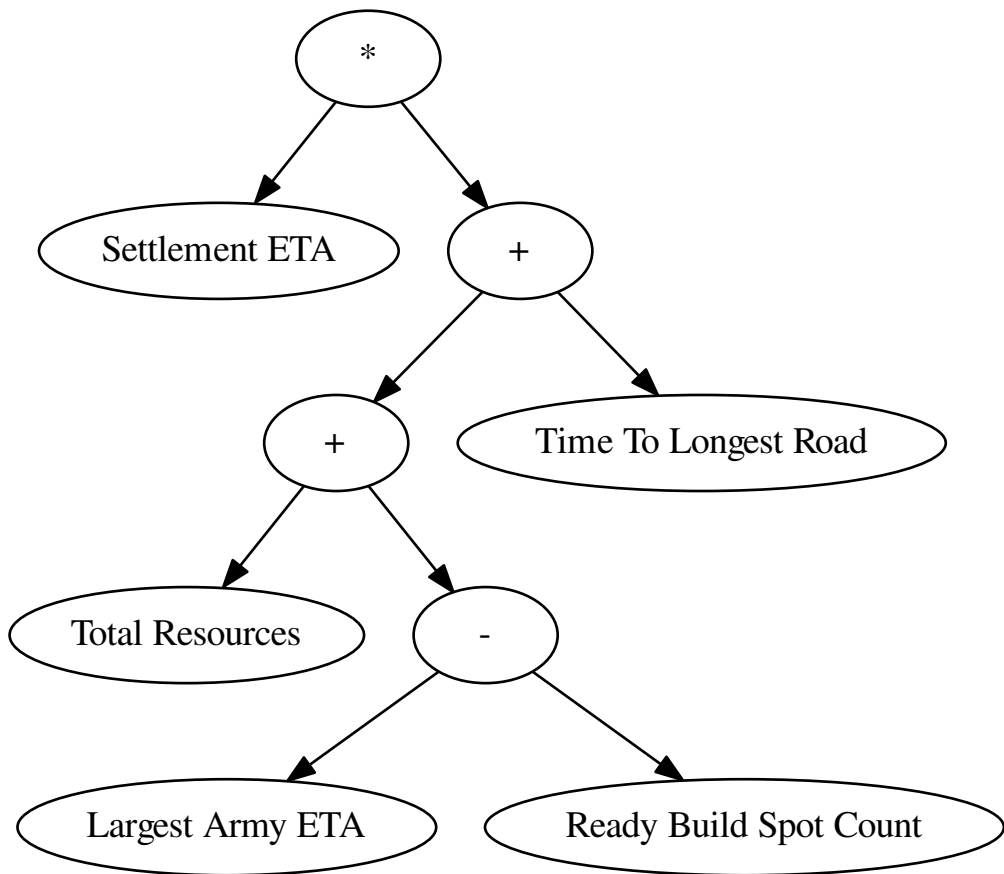 *
Settlement ETA
+
+
Time To Longest Road
Total Resources
-
Largest Army ETA
Ready Build Spot Count